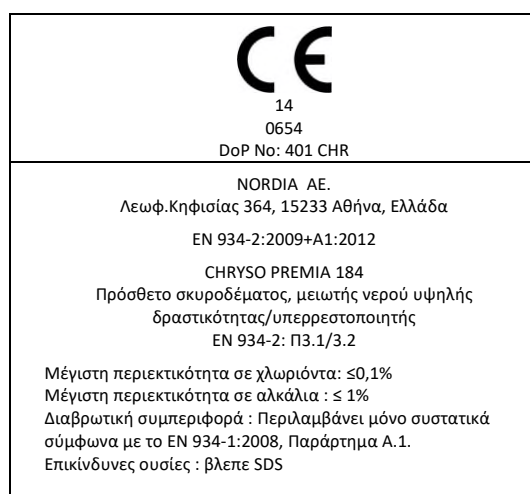 CE
14
0654
DoP No: 401 CHR
NORDIA ΑΕ.
Λεωφ.Κηφισίας 364, 15233 Αθήνα, Ελλάδα
EN 934-2:2009+A1:2012
CHRYSO PREMIA 184
Πρόσθετο σκυροδέματος, μειωτής νερού υψηλής
δραστικότητας/υπερρεστοποιητής
EN 934-2: Π3.1/3.2
Μέγιστη περιεκτικότητα σε χλωριόντα: ≤0,1%
Μέγιστη περιεκτικότητα σε αλκάλια : ≤ 1%
Διαβρωτική συμπεριφορά : Περιλαμβάνει μόνο συστατικά
σύμφωνα με το EN 934-1:2008, Παράρτημα Α.1.
Επικίνδυνες ουσίες : βλεπε SDS